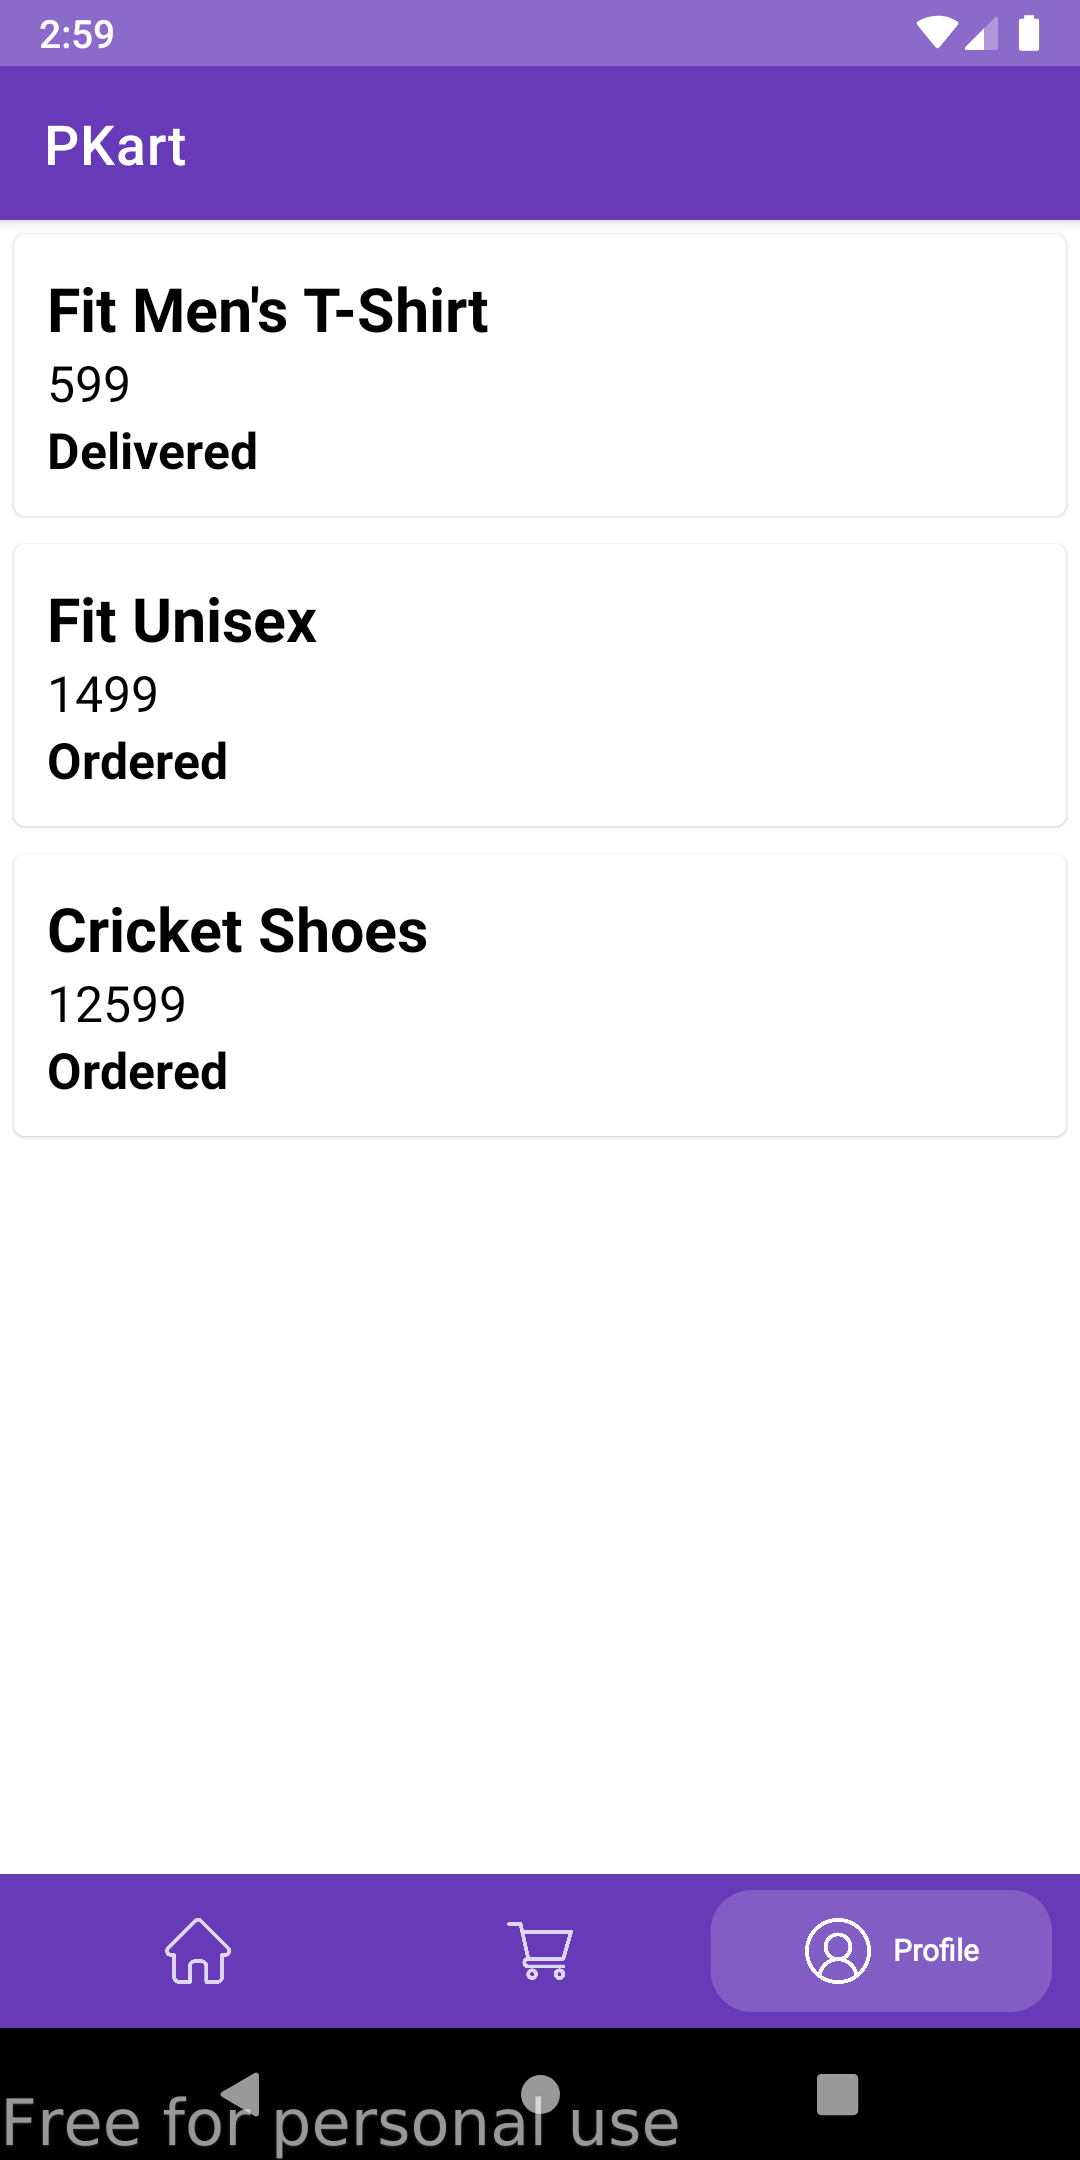 2:59
PKart
Fit Men's T-Shirt
599
Delivered
Fit Unisex
1499
Ordered
Cricket Shoes
12599
Ordered
Profile
Free for personal use